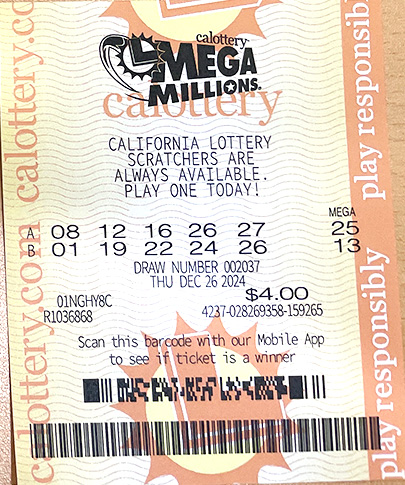 calottery
MEGA
MILLIONS.
calottery
CALIFORNIA LOTTERY
SCRATCHERS ARE
ALWAYS AVAILABLE.
PLAY ONE TODAY!
MEGA
A 08 12 16 26 27 25
B 01 19 22 24 26 13
DRAW NUMBER 002037
THU DEC 26 2024
$4.00
01NGHY8C
R1036868
4237-028269358-159265
Scan this barcode with our Mobile App
to see if ticket is a winner
calottery.com calottery.co
play responsibly play responsibl